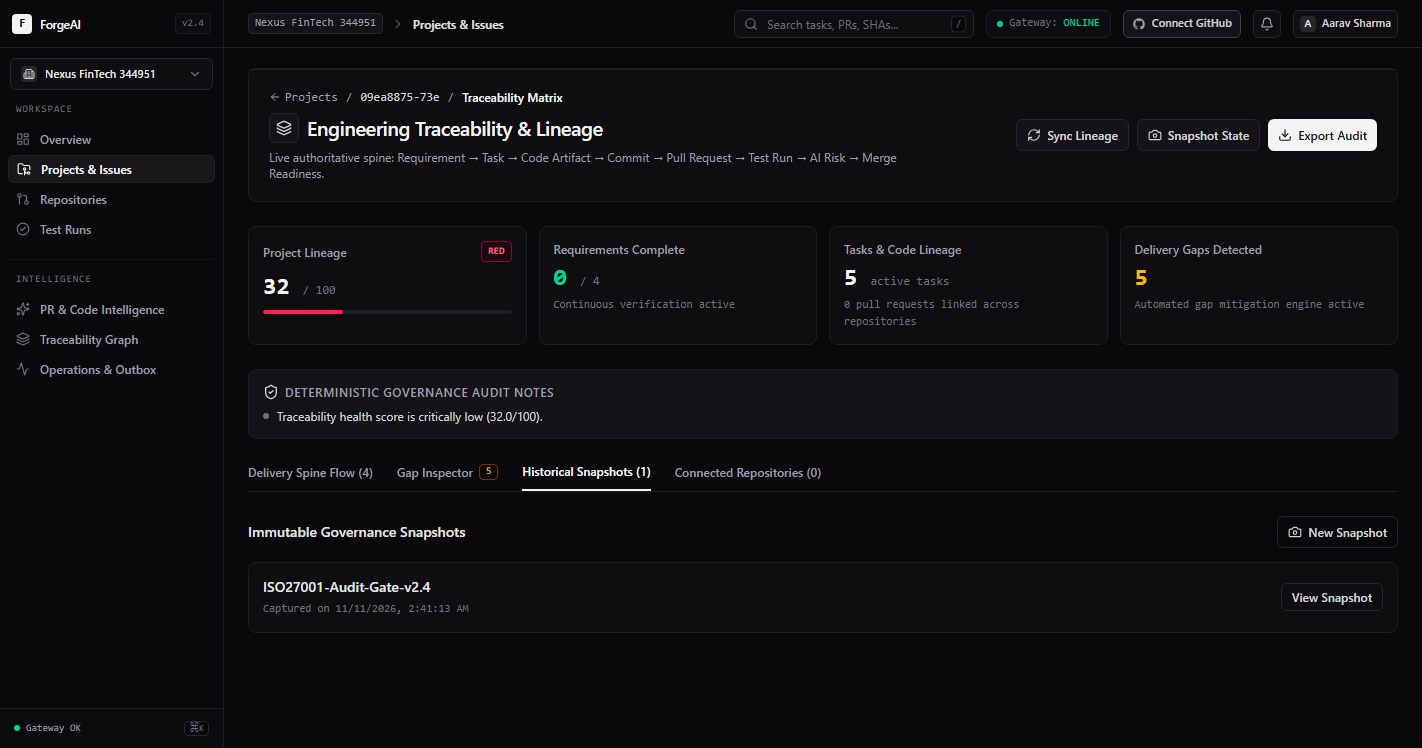 F ForgeAI v2.4
Nexus FinTech 344951 Projects & Issues
Search tasks, PRs, SHAs... /
Gateway: ONLINE
Connect GitHub
A Aarav Sharma
Nexus FinTech 344951
WORKSPACE
Overview
Projects & Issues
Repositories
Test Runs
INTELLIGENCE
PR & Code Intelligence
Traceability Graph
Operations & Outbox
Gateway OK ⌘K
← Projects / 09ea8875-73e / Traceability Matrix
Engineering Traceability & Lineage
Live authoritative spine: Requirement → Task → Code Artifact → Commit → Pull Request → Test Run → AI Risk → Merge
Readiness.
Sync Lineage
Snapshot State
Export Audit
Project Lineage RED
32 / 100
Requirements Complete
0 / 4
Continuous verification active
Tasks & Code Lineage
5 active tasks
0 pull requests linked across
repositories
Delivery Gaps Detected
5
Automated gap mitigation engine active
DETERMINISTIC GOVERNANCE AUDIT NOTES
Traceability health score is critically low (32.0/100).
Delivery Spine Flow (4) Gap Inspector 5 Historical Snapshots (1) Connected Repositories (0)
Immutable Governance Snapshots
New Snapshot
ISO27001-Audit-Gate-v2.4
Captured on 11/11/2026, 2:41:13 AM
View Snapshot